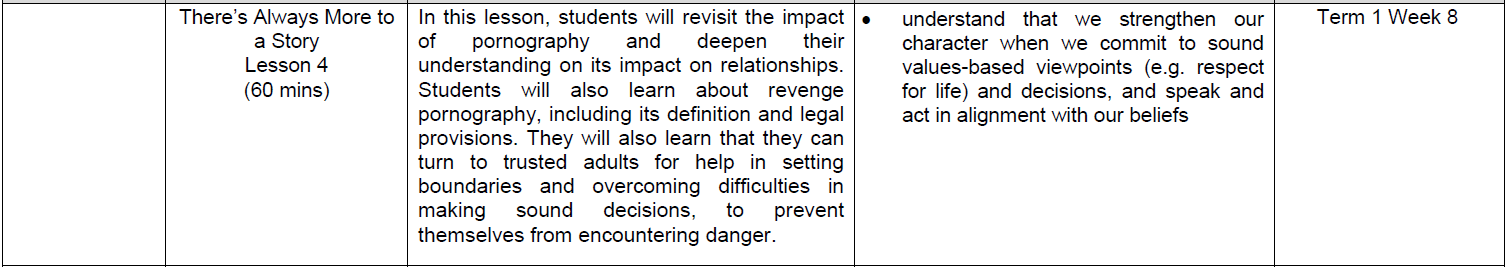 There’s Always More to
a Story
Lesson 4
(60 mins)
In this lesson, students will revisit the impact
of pornography and deepen their
understanding on its impact on relationships.
Students will also learn about revenge
pornography, including its definition and legal
provisions. They will also learn that they can
turn to trusted adults for help in setting
boundaries and overcoming difficulties in
making sound decisions, to prevent
themselves from encountering danger.
• understand that we strengthen our
character when we commit to sound
values-based viewpoints (e.g. respect
for life) and decisions, and speak and
act in alignment with our beliefs
Term 1 Week 8